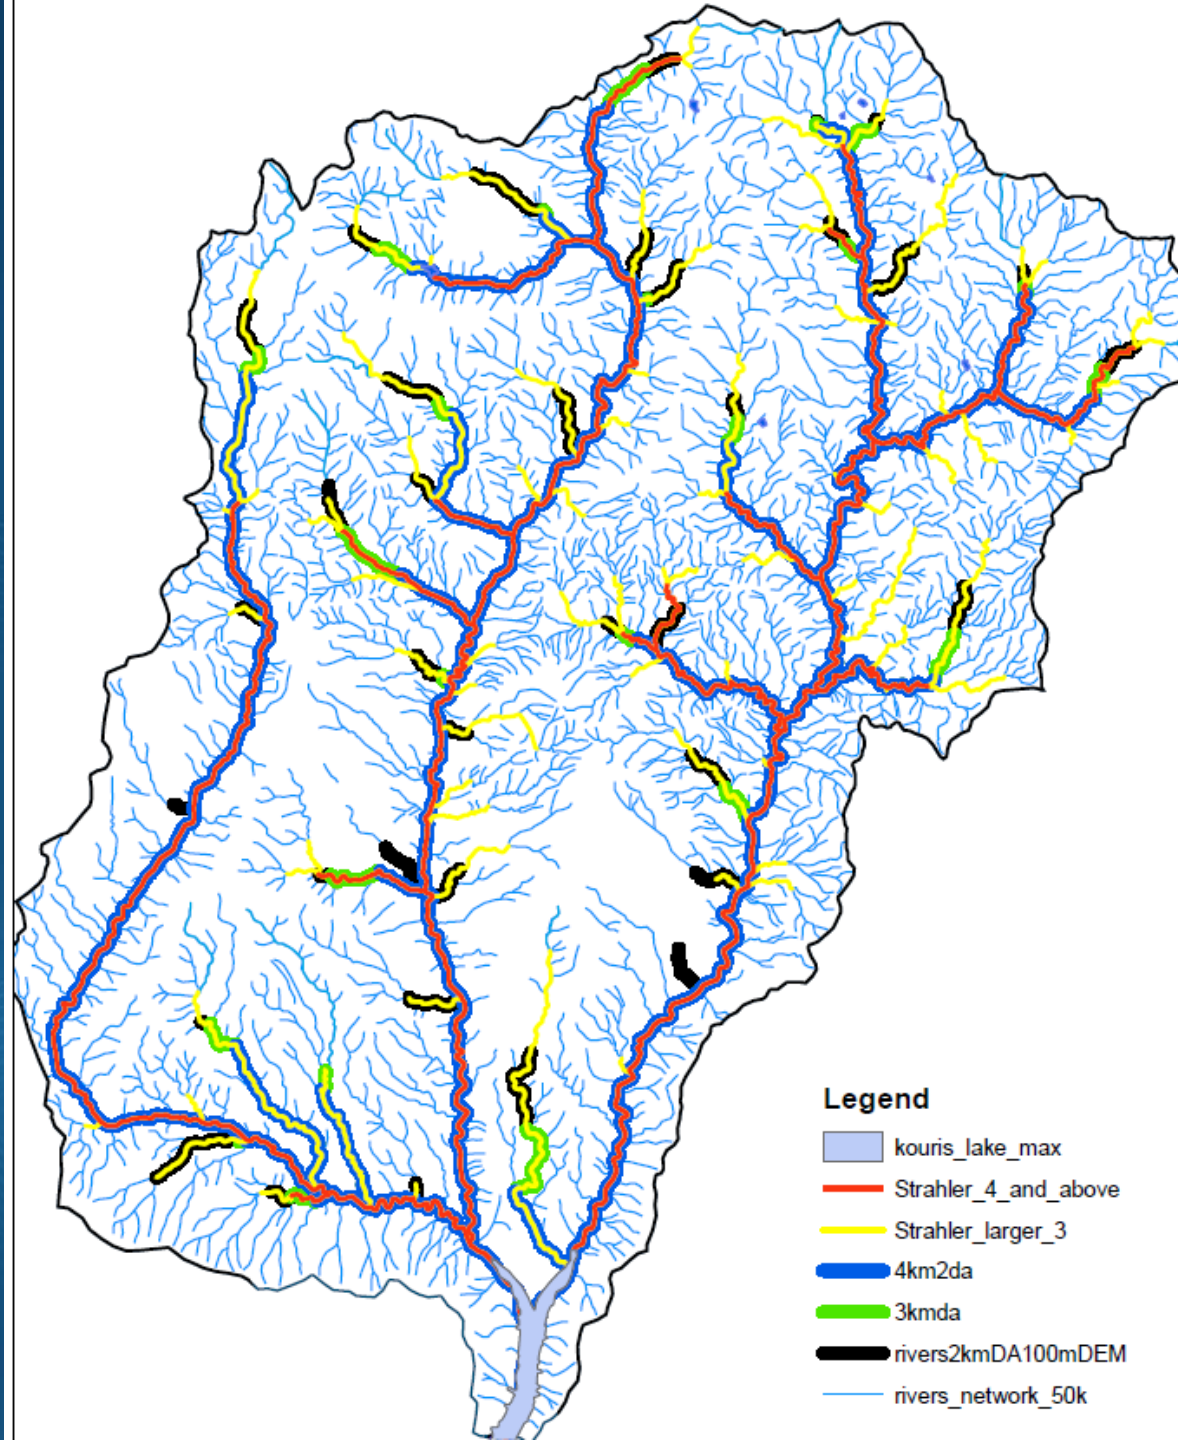 Legend
kouris_lake_max
Strahler_4_and_above
Strahler_larger_3
4km2da
3kmda
rivers2kmDA100mDEM
rivers_network_50k